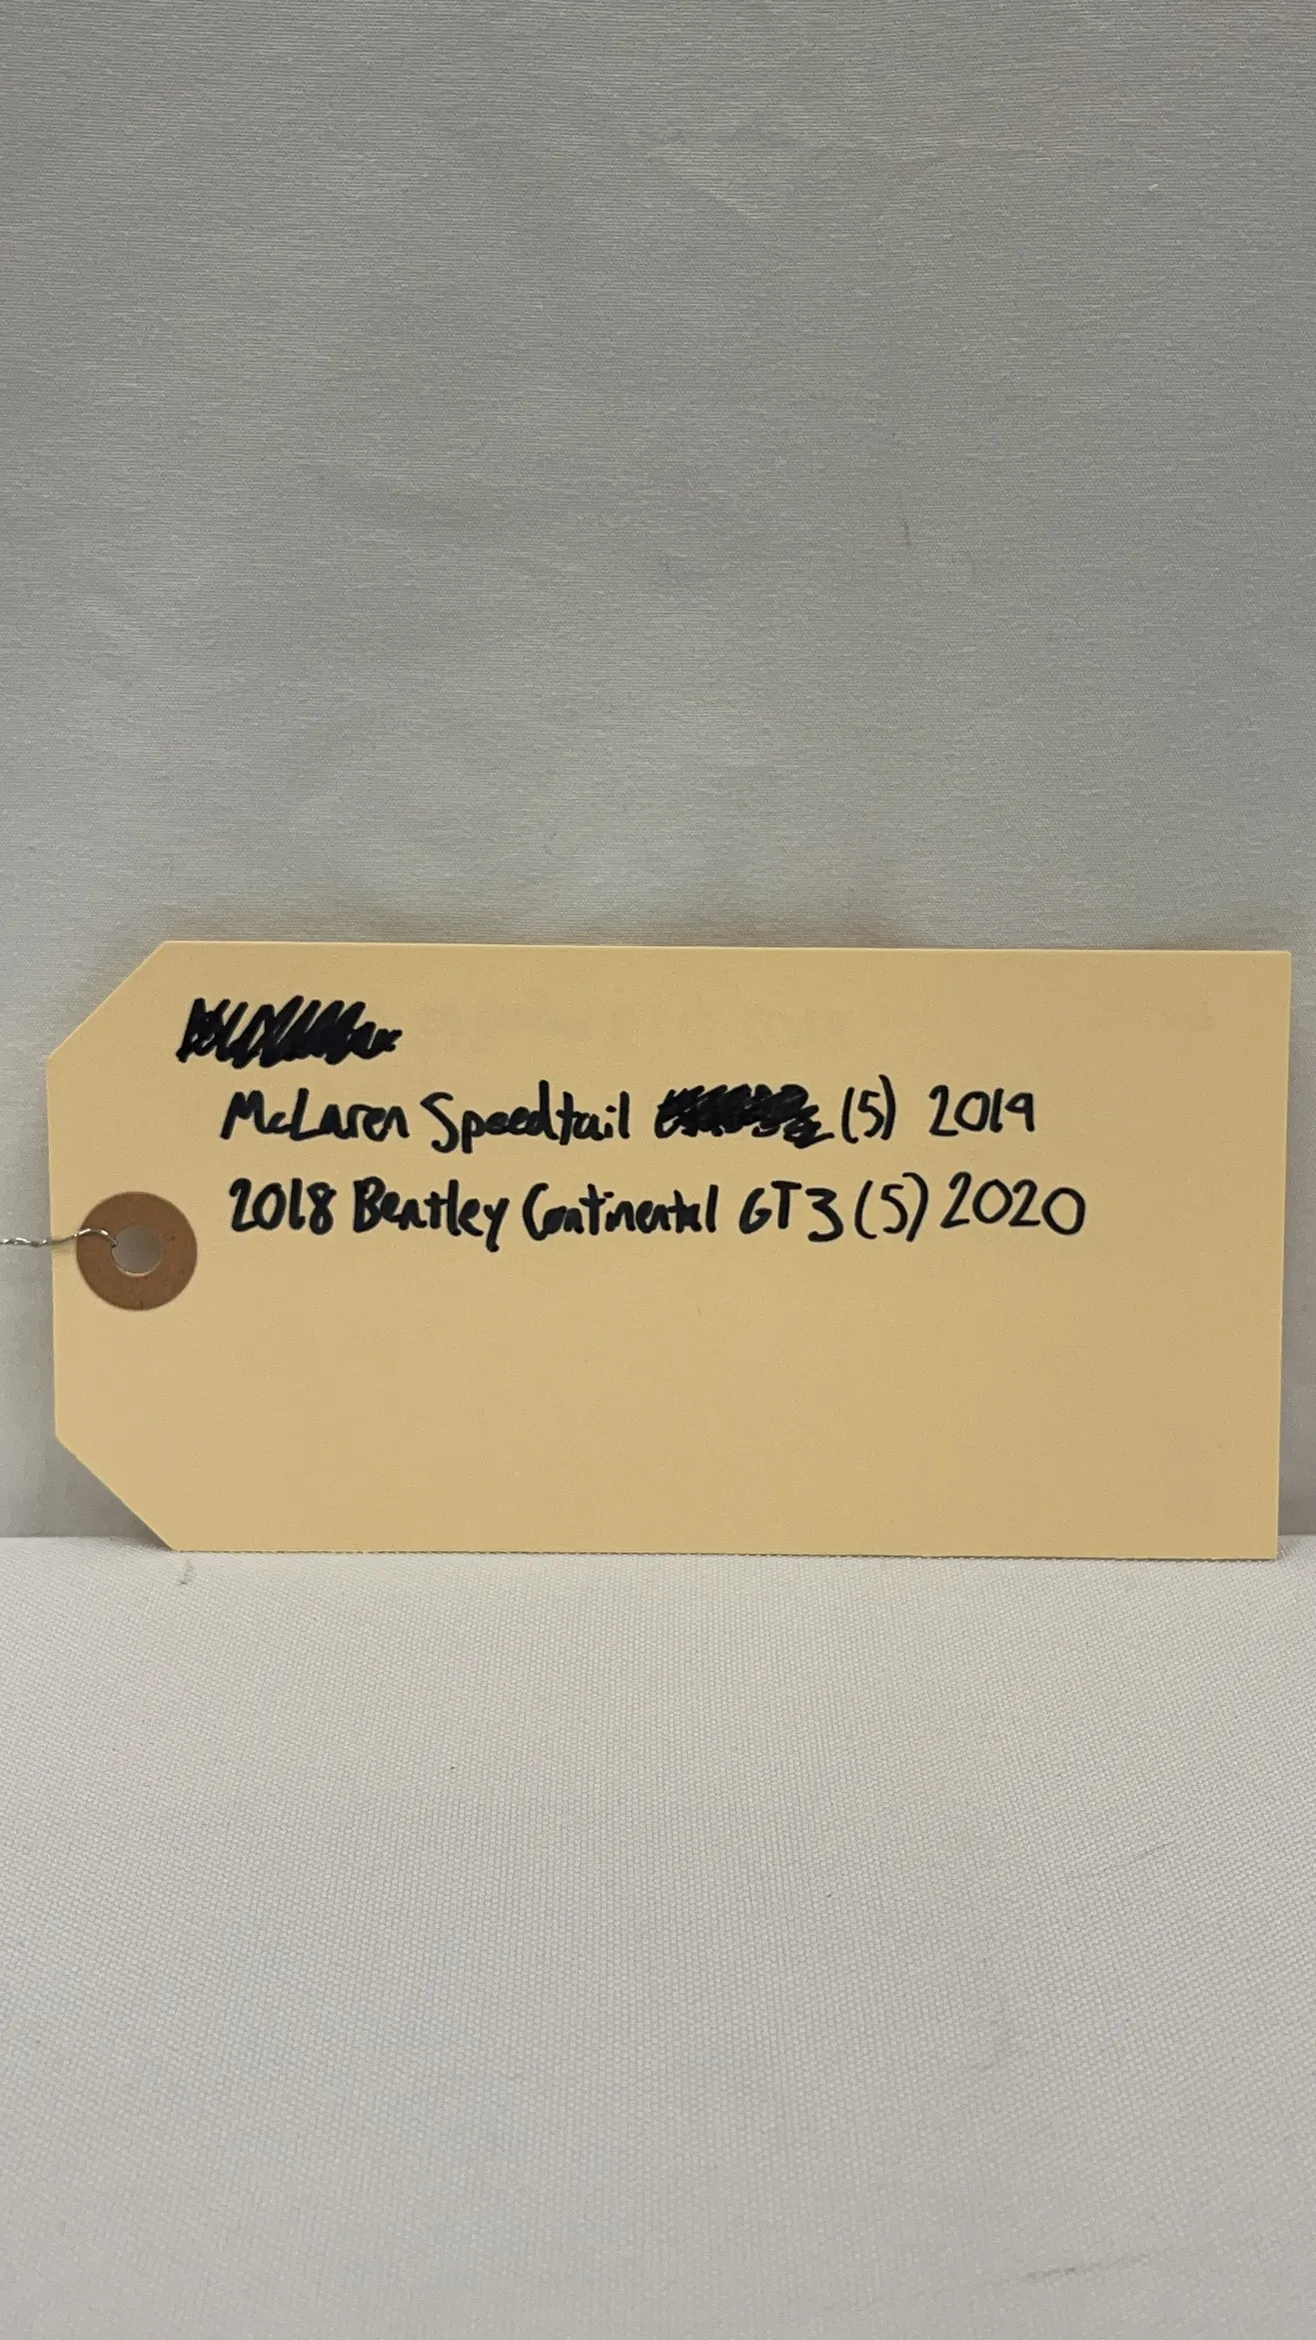 McLaren Speedtail (5) 2019
2018 Bentley Continental GT3 (5) 2020